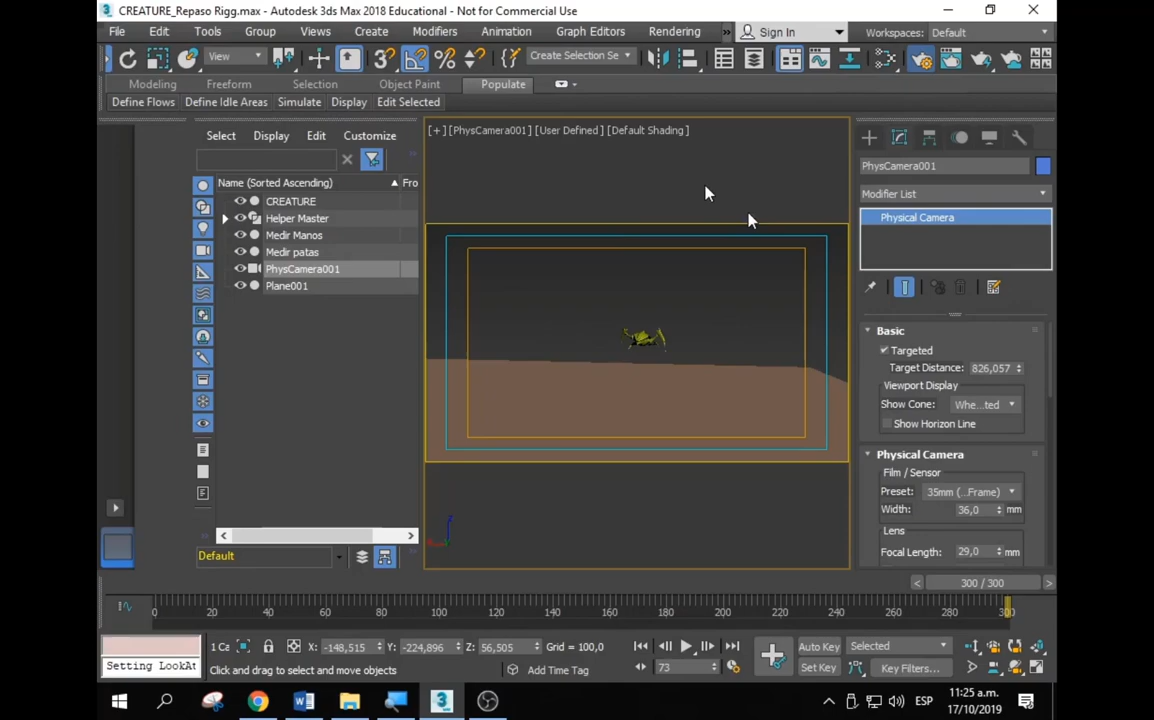 CREATURE_Repaso Rigg.max - Autodesk 3ds Max 2018 Educational - Not for Commercial Use
File Edit Tools Group Views Create Modifiers Animation Graph Editors Rendering » Sign In Workspaces: Default
View Create Selection Se
Modeling Freeform Selection Object Paint Populate
Define Flows Define Idle Areas Simulate Display Edit Selected
Select Display Edit Customize
[+] [PhysCamera001] [User Defined] [Default Shading]
PhysCamera001
Name (Sorted Ascending) Fro
Modifier List
CREATURE
Helper Master
Physical Camera
Medir Manos
Medir patas
PhysCamera001
Plane001
Basic
Targeted
Target Distance: 826,057
Viewport Display
Show Cone: Whe...ted
Show Horizon Line
Physical Camera
Film / Sensor
Preset: 35mm (...Frame)
Width: 36,0 mm
Lens
Focal Length: 29,0 mm
Default
300 / 300
0 20 40 60 80 100 120 140 160 180 200 220 240 260 280 300
1 Ca X: -148,515 Y: -224,896 Z: 56,505 Grid = 100,0 Auto Key Selected
Setting LookAt Click and drag to select and move objects Add Time Tag 73 Set Key Key Filters...
ESP
11:25 a.m.
17/10/2019